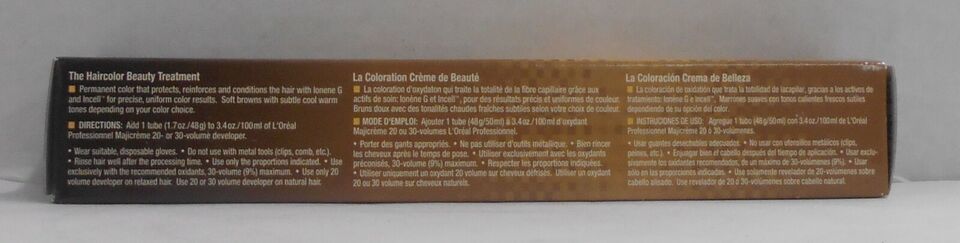 The Haircolor Beauty Treatment
Permanent color that protects, reinforces and conditions the hair with Ionene G
and Incell™ for precise, uniform color results. Soft browns with subtle cool warm
tones depending on your color choice.
DIRECTIONS: Add 1 tube (1.7oz/48g) to 3.4oz/100ml of L'Oréal
Professionnel Majicrème 20- or 30-volume developer.
• Wear suitable, disposable gloves. • Do not use with metal tools (clips, comb, etc.).
• Rinse hair well after the processing time. • Use only the proportions indicated. • Use
exclusively with the recommended oxidants, 30-volume (9%) maximum. • Use only 20
volume developer on relaxed hair. Use 20 or 30 volume developer on natural hair.
La Coloration Crème de Beauté
La coloration d'oxydaton qui traite la totalité de la fibre capillaire grâce aux
actifs de soin: Ionène G et Incell™, pour des résultats précis et uniformes de couleur.
Bruns doux avec des tonalités chaudes fraîches subtiles selon votre choix de couleur.
MODE D'EMPLOI: Ajouter 1 tube (48g/50ml) à 3.4oz/100ml d'oxydant
Majicrème 20 ou 30-volumes L'Oréal Professionnel.
• Porter des gants appropriés. • Ne pas utiliser d'outils métallique. • Bien rincer
les cheveux après le temps de pose. • Utiliser exclusivement avec les oxydants
préconisés, 30-volume (9%) maximum. • Respecter les proportions indiquées.
• Utiliser uniquement un oxydant 20 volume sur cheveux défrisés. Utiliser un oxydant
20 ou 30 volume sur cheveux naturels.
La Coloración Crema de Belleza
La coloración de oxidatión que trata la totalidad de lacapilar, gracias a los activos de
tratamiento: Ionène G e Incell™. Marrones suaves con tonos calientes frescos sutiles
dependendo de su opción del color.
INSTRUCCIONES DE USO: Agregue 1 tubo (48g/50ml) con 3.4oz/100ml de L'Oréal
Professionnel Majicrème 20 ó 30-volúmenes.
• Usar guantes desechables adecuados. • No usar con utensilios metálicos (clips,
peines, etc.). • Enjuagar bien el cabello después del tiempo de aplicación. • Usar exclu-
sivamente los oxidantes recomendados, de un máximo de 30-volúmenes (9%). • Usar
sólo en las proporciones indicadas. • Use solamente revelador de 20-volúmenes sobre
cabello alisado. Use revelador de 20 ó 30-volúmenes sobre cabello natural.